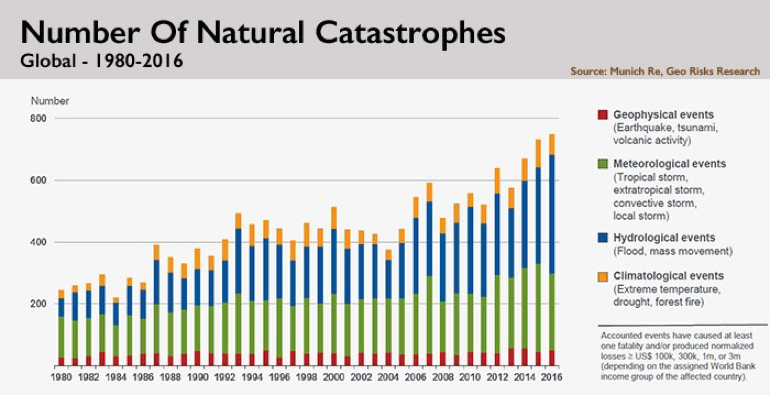 Number Of Natural Catastrophes
Global - 1980-2016
Source: Munich Re, Geo Risks Research
Number
800
600
400
200
1980 1982 1984 1986 1988 1990 1992 1994 1996 1998 2000 2002 2004 2006 2008 2010 2012 2014 2016
Geophysical events
(Earthquake, tsunami,
volcanic activity)
Meteorological events
(Tropical storm,
extratropical storm,
convective storm,
local storm)
Hydrological events
(Flood, mass movement)
Climatological events
(Extreme temperature,
drought, forest fire)
Accounted events have caused at least
one fatality and/or produced normalized
losses ≥ US$ 100k, 300k, 1m, or 3m
(depending on the assigned World Bank
income group of the affected country).